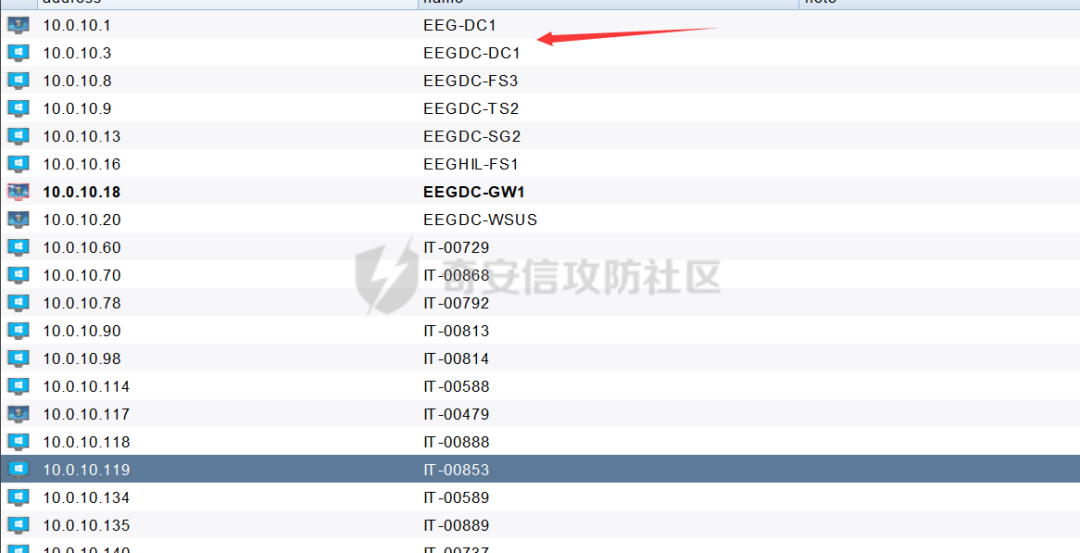 address name note
10.0.10.1 EEG-DC1
10.0.10.3 EEGDC-DC1
10.0.10.8 EEGDC-FS3
10.0.10.9 EEGDC-TS2
10.0.10.13 EEGDC-SG2
10.0.10.16 EEGHIL-FS1
10.0.10.18 EEGDC-GW1
10.0.10.20 EEGDC-WSUS
10.0.10.60 IT-00729
10.0.10.70 IT-00868
奇安信攻防社区
10.0.10.78 IT-00792
10.0.10.90 IT-00813
10.0.10.98 IT-00814
10.0.10.114 IT-00588
10.0.10.117 IT-00479
10.0.10.118 IT-00888
10.0.10.119 IT-00853
10.0.10.134 IT-00589
10.0.10.135 IT-00889
10.0.10.140 IT-00737